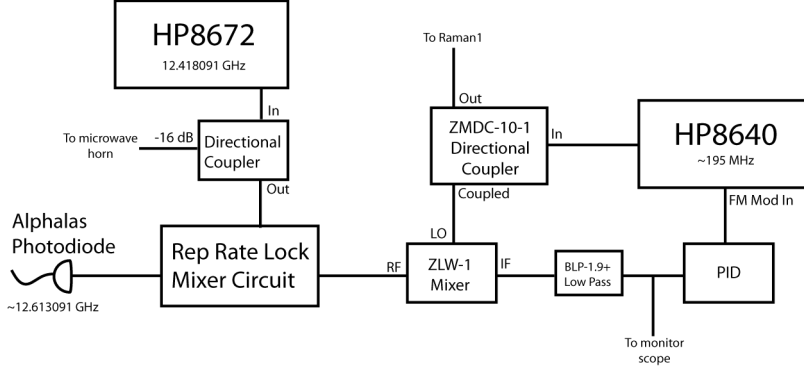 HP8672
12.418091 GHz
In
To microwave
horn
-16 dB
Directional
Coupler
Out
Alphalas
Photodiode
~12.613091 GHz
Rep Rate Lock
Mixer Circuit
To Raman1
Out
ZMDC-10-1
Directional
Coupler
In
Coupled
HP8640
~195 MHz
FM Mod In
LO
RF
ZLW-1
Mixer
IF
BLP-1.9+
Low Pass
PID
To monitor
scope